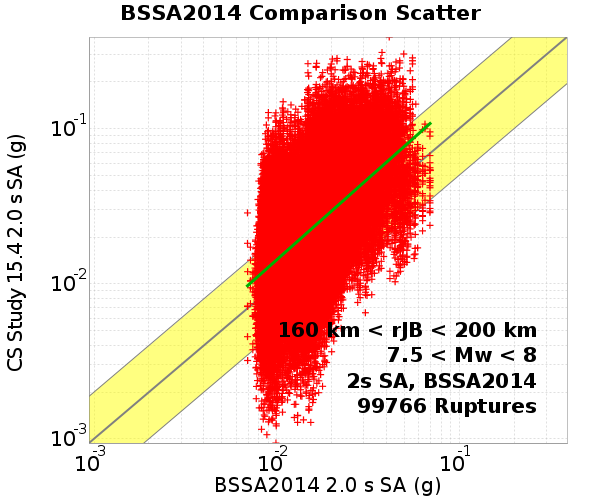 BSSA2014 Comparison Scatter
CS Study 15.4 2.0 s SA (g)
10-1
10-2
10-3
160 km < rJB < 200 km
7.5 < Mw < 8
2s SA, BSSA2014
99766 Ruptures
10-3 10-2 10-1
BSSA2014 2.0 s SA (g)